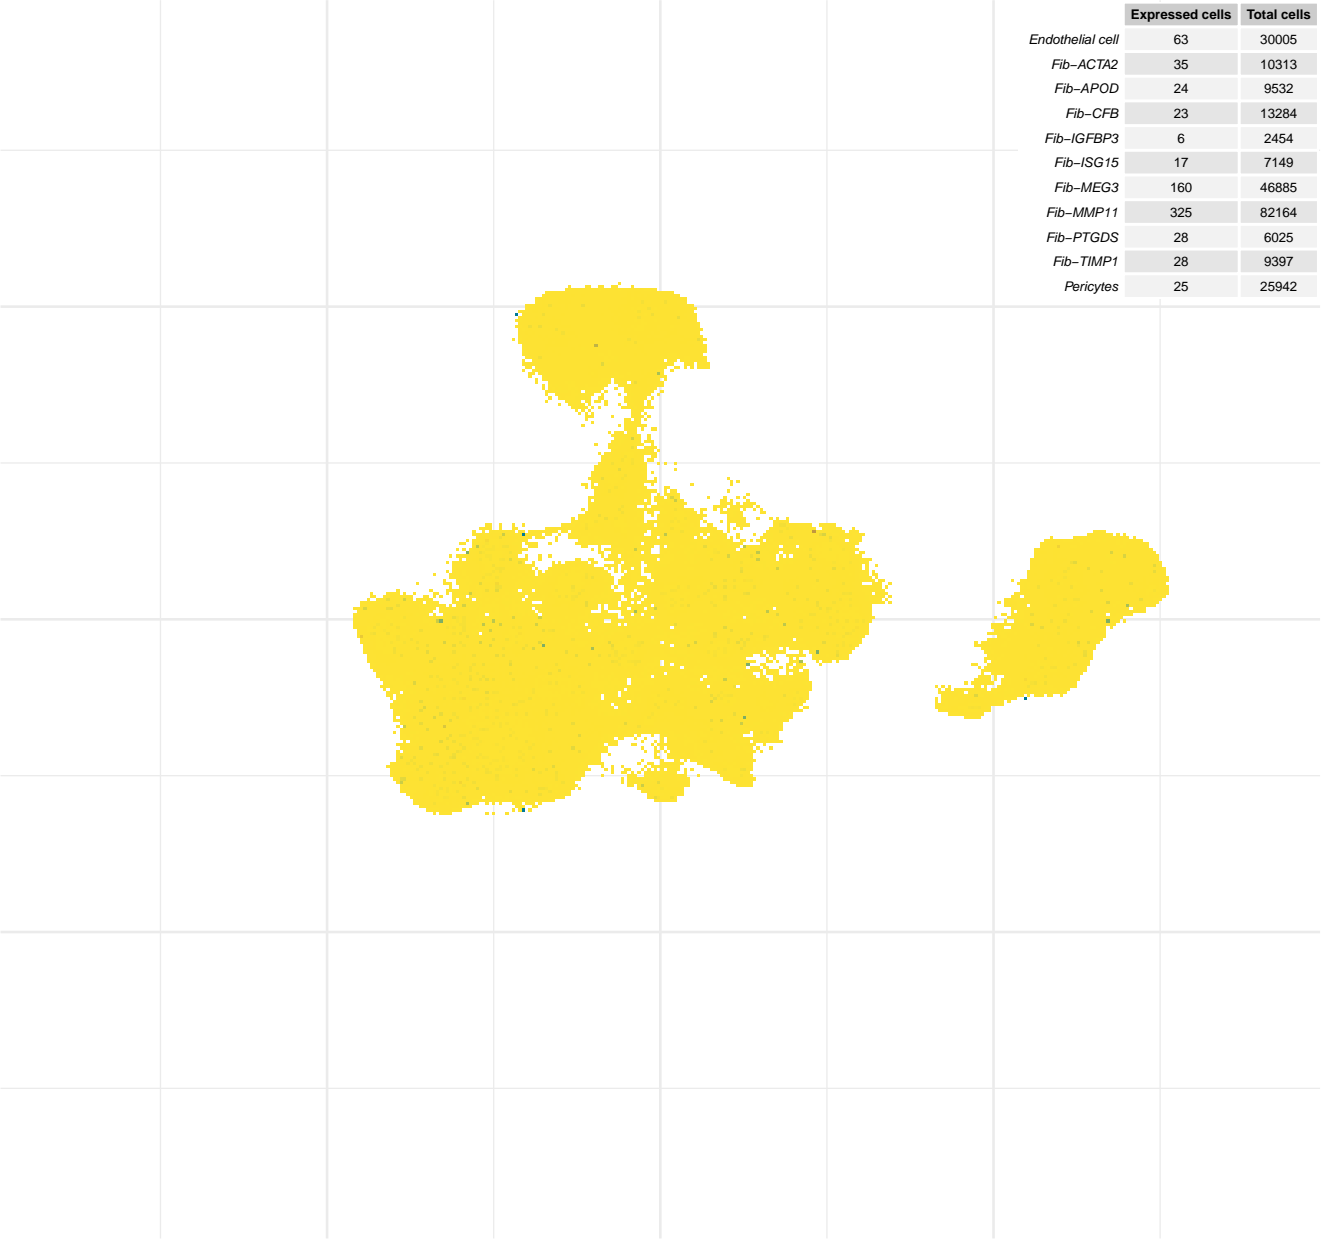 Expressed cells Total cells
Endothelial cell 63 30005
Fib−ACTA2 35 10313
Fib−APOD 24 9532
Fib−CFB 23 13284
Fib−IGFBP3 6 2454
Fib−ISG15 17 7149
Fib−MEG3 160 46885
Fib−MMP11 325 82164
Fib−PTGDS 28 6025
Fib−TIMP1 28 9397
Pericytes 25 25942